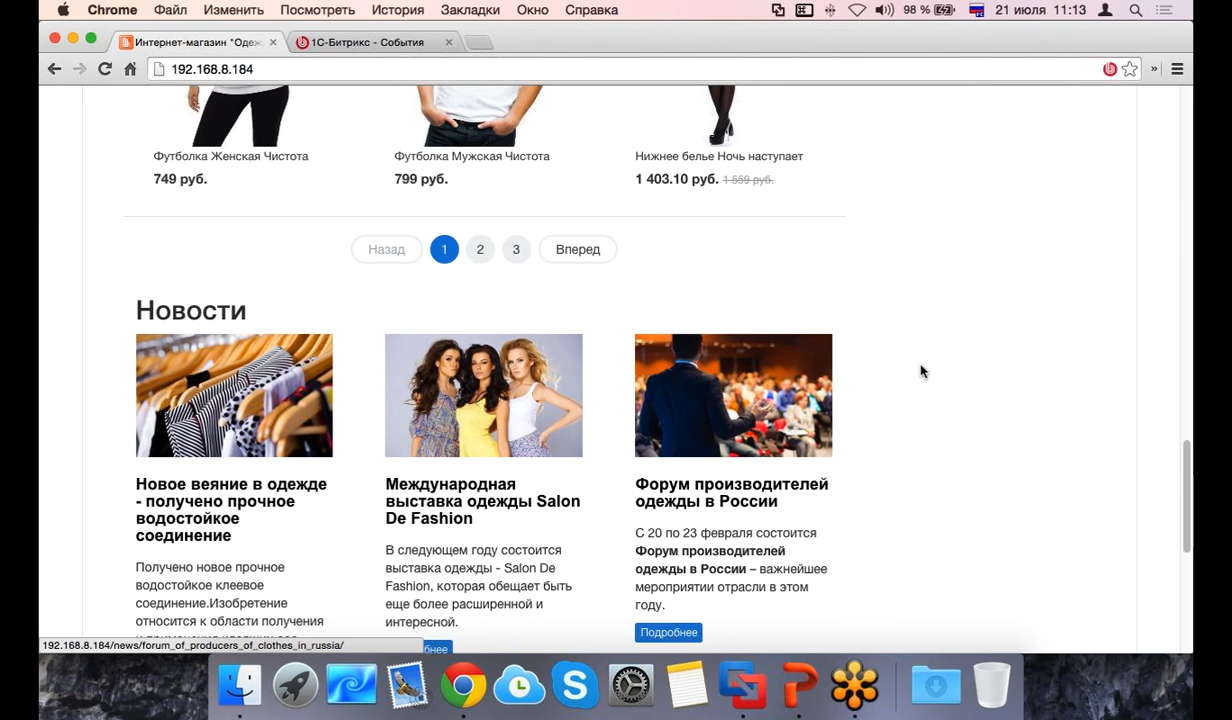 Chrome Файл Изменить Посмотреть История Закладки Окно Справка 98 % 21 июля 11:13
Интернет-магазин "Одеж
1С-Битрикс - События
192.168.8.184
Футболка Женская Чистота
749 руб.
Футболка Мужская Чистота
799 руб.
Нижнее белье Ночь наступает
1 403.10 руб. 1 559 руб.
Назад 1 2 3 Вперед
Новости
Новое веяние в одежде
- получено прочное
водостойкое
соединение
Получено новое прочное
водостойкое клеевое
соединение.Изобретение
относится к области получения
Международная
выставка одежды Salon
De Fashion
В следующем году состоится
выставка одежды - Salon De
Fashion, которая обещает быть
еще более расширенной и
интересной.
бнее
Форум производителей
одежды в России
С 20 по 23 февраля состоится
Форум производителей
одежды в России – важнейшее
мероприятии отрасли в этом
году.
Подробнее
192.168.8.184/news/forum_of_producers_of_clothes_in_russia/